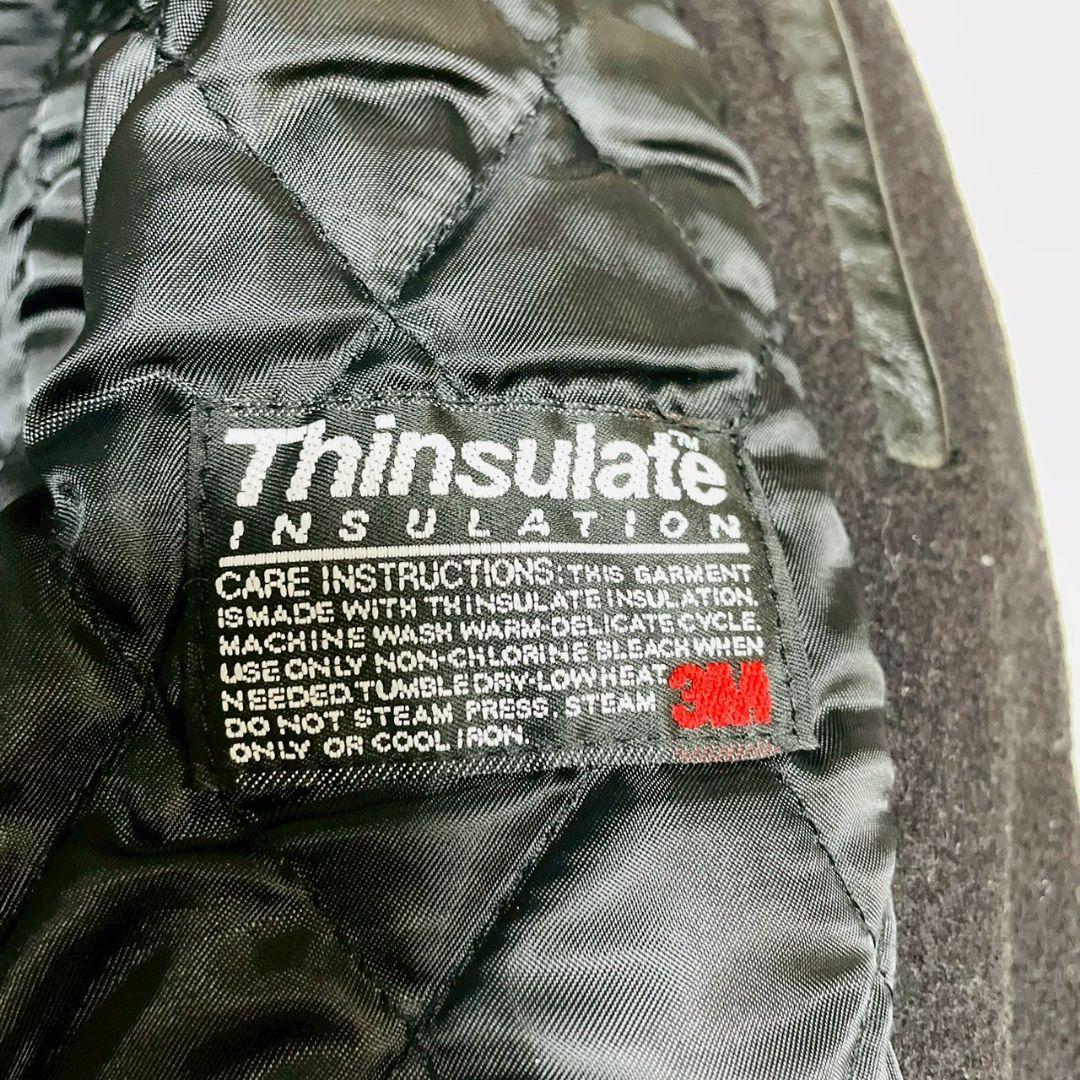 Thinsulate™
INSULATION
CARE INSTRUCTIONS: THIS GARMENT
IS MADE WITH THINSULATE INSULATION.
MACHINE WASH WARM-DELICATE CYCLE.
USE ONLY NON-CHLORINE BLEACH WHEN
NEEDED. TUMBLE DRY-LOW HEAT
DO NOT STEAM PRESS. STEAM
ONLY OR COOL IRON.
3M